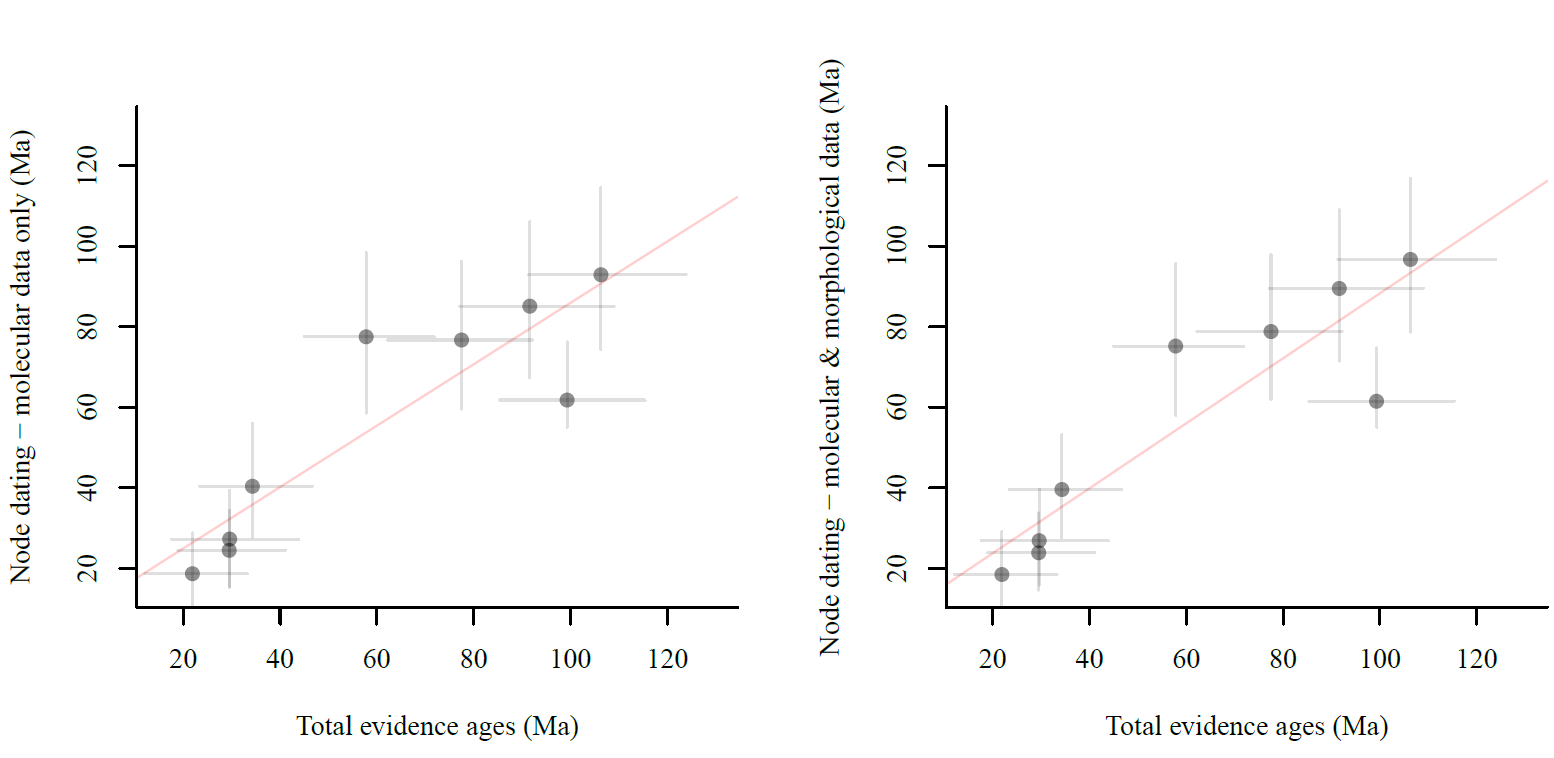 Node dating − molecular data only (Ma)
120
100
80
60
40
20
20 40 60 80 100 120
Total evidence ages (Ma)
Node dating − molecular & morphological data (Ma)
120
100
80
60
40
20
20 40 60 80 100 120
Total evidence ages (Ma)